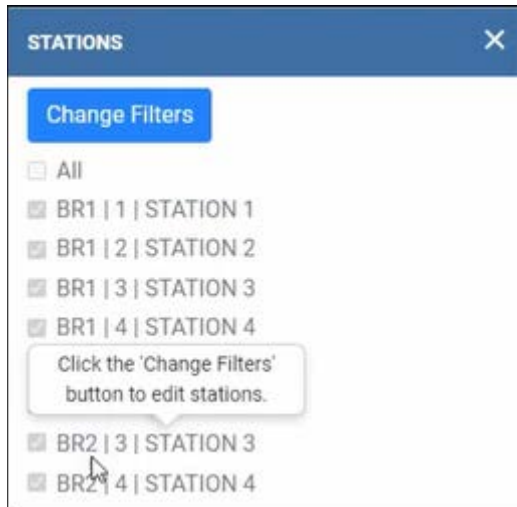 STATIONS
Change Filters
All
BR1 | 1 | STATION 1
BR1 | 2 | STATION 2
BR1 | 3 | STATION 3
BR1 | 4 | STATION 4
Click the 'Change Filters'
button to edit stations.
BR2 | 3 | STATION 3
BR2 | 4 | STATION 4